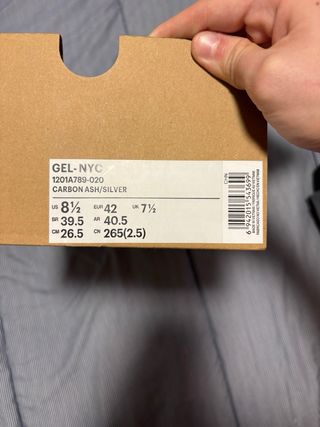 GEL-NYC
1201A789-020
CARBON ASH/SILVER
US 8½ EUR 42 UK 7½
BR 39.5 AR 40.5
CM 26.5 CN 265(2.5)